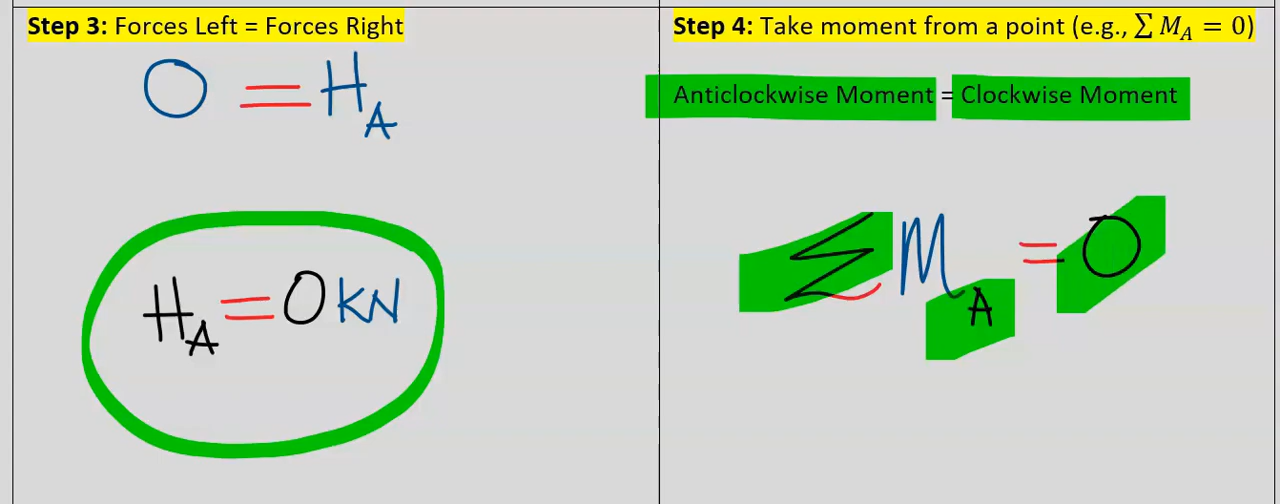 Step 3: Forces Left = Forces Right
O = H_A
H_A = 0 KN
Step 4: Take moment from a point (e.g., ∑ M_A = 0)
Anticlockwise Moment = Clockwise Moment
∑ M_A = 0